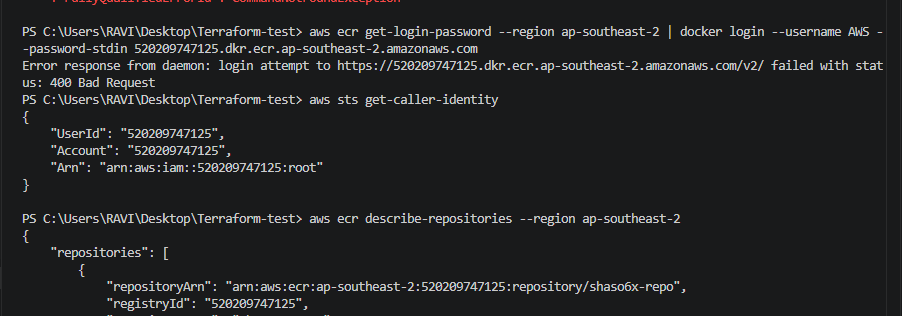 PS C:\Users\RAVI\Desktop\Terraform-test> aws ecr get-login-password --region ap-southeast-2 | docker login --username AWS -
-password-stdin 520209747125.dkr.ecr.ap-southeast-2.amazonaws.com
Error response from daemon: login attempt to https://520209747125.dkr.ecr.ap-southeast-2.amazonaws.com/v2/ failed with stat
us: 400 Bad Request
PS C:\Users\RAVI\Desktop\Terraform-test> aws sts get-caller-identity
{
    "UserId": "520209747125",
    "Account": "520209747125",
    "Arn": "arn:aws:iam::520209747125:root"
}
PS C:\Users\RAVI\Desktop\Terraform-test> aws ecr describe-repositories --region ap-southeast-2
{
    "repositories": [
        {
            "repositoryArn": "arn:aws:ecr:ap-southeast-2:520209747125:repository/shaso6x-repo",
            "registryId": "520209747125",